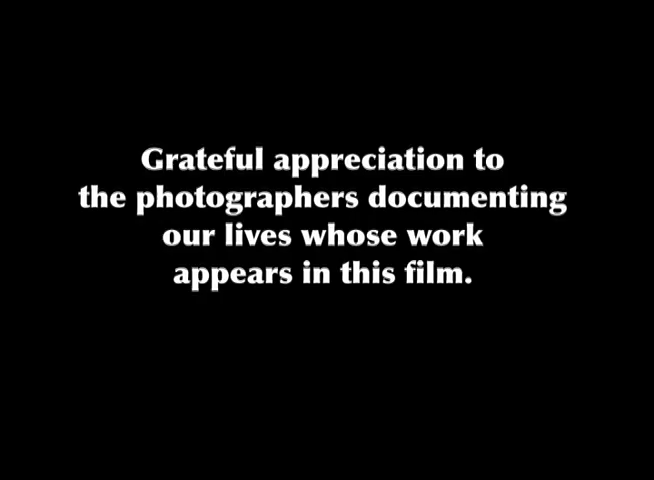 Grateful appreciation to
the photographers documenting
our lives whose work
appears in this film.